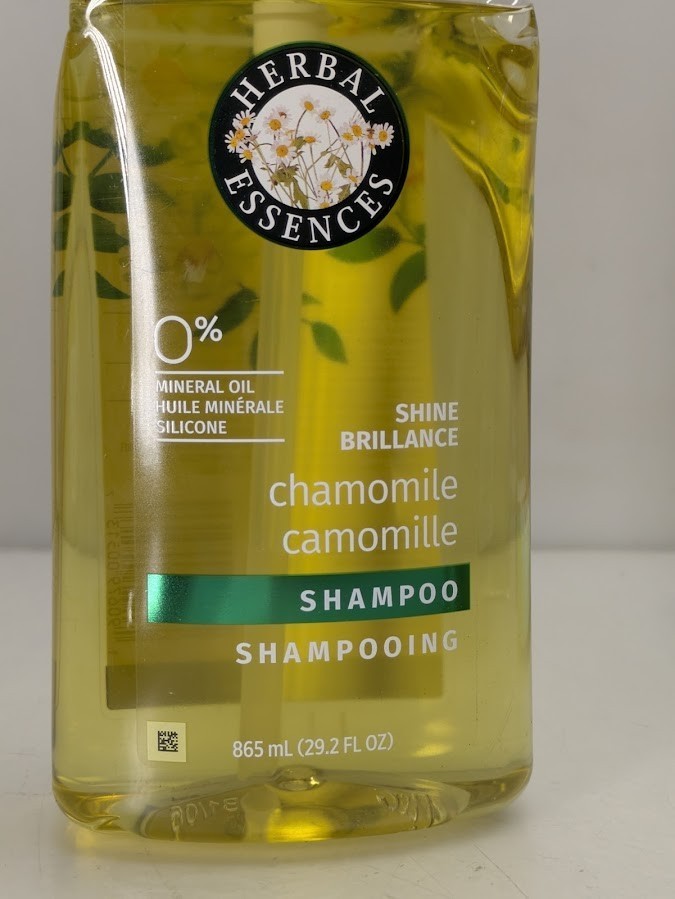 HERBAL
ESSENCES
0%
MINERAL OIL
HUILE MINÉRALE
SILICONE
SHINE
BRILLANCE
chamomile
camomille
SHAMPOO
SHAMPOOING
865 mL (29.2 FL OZ)